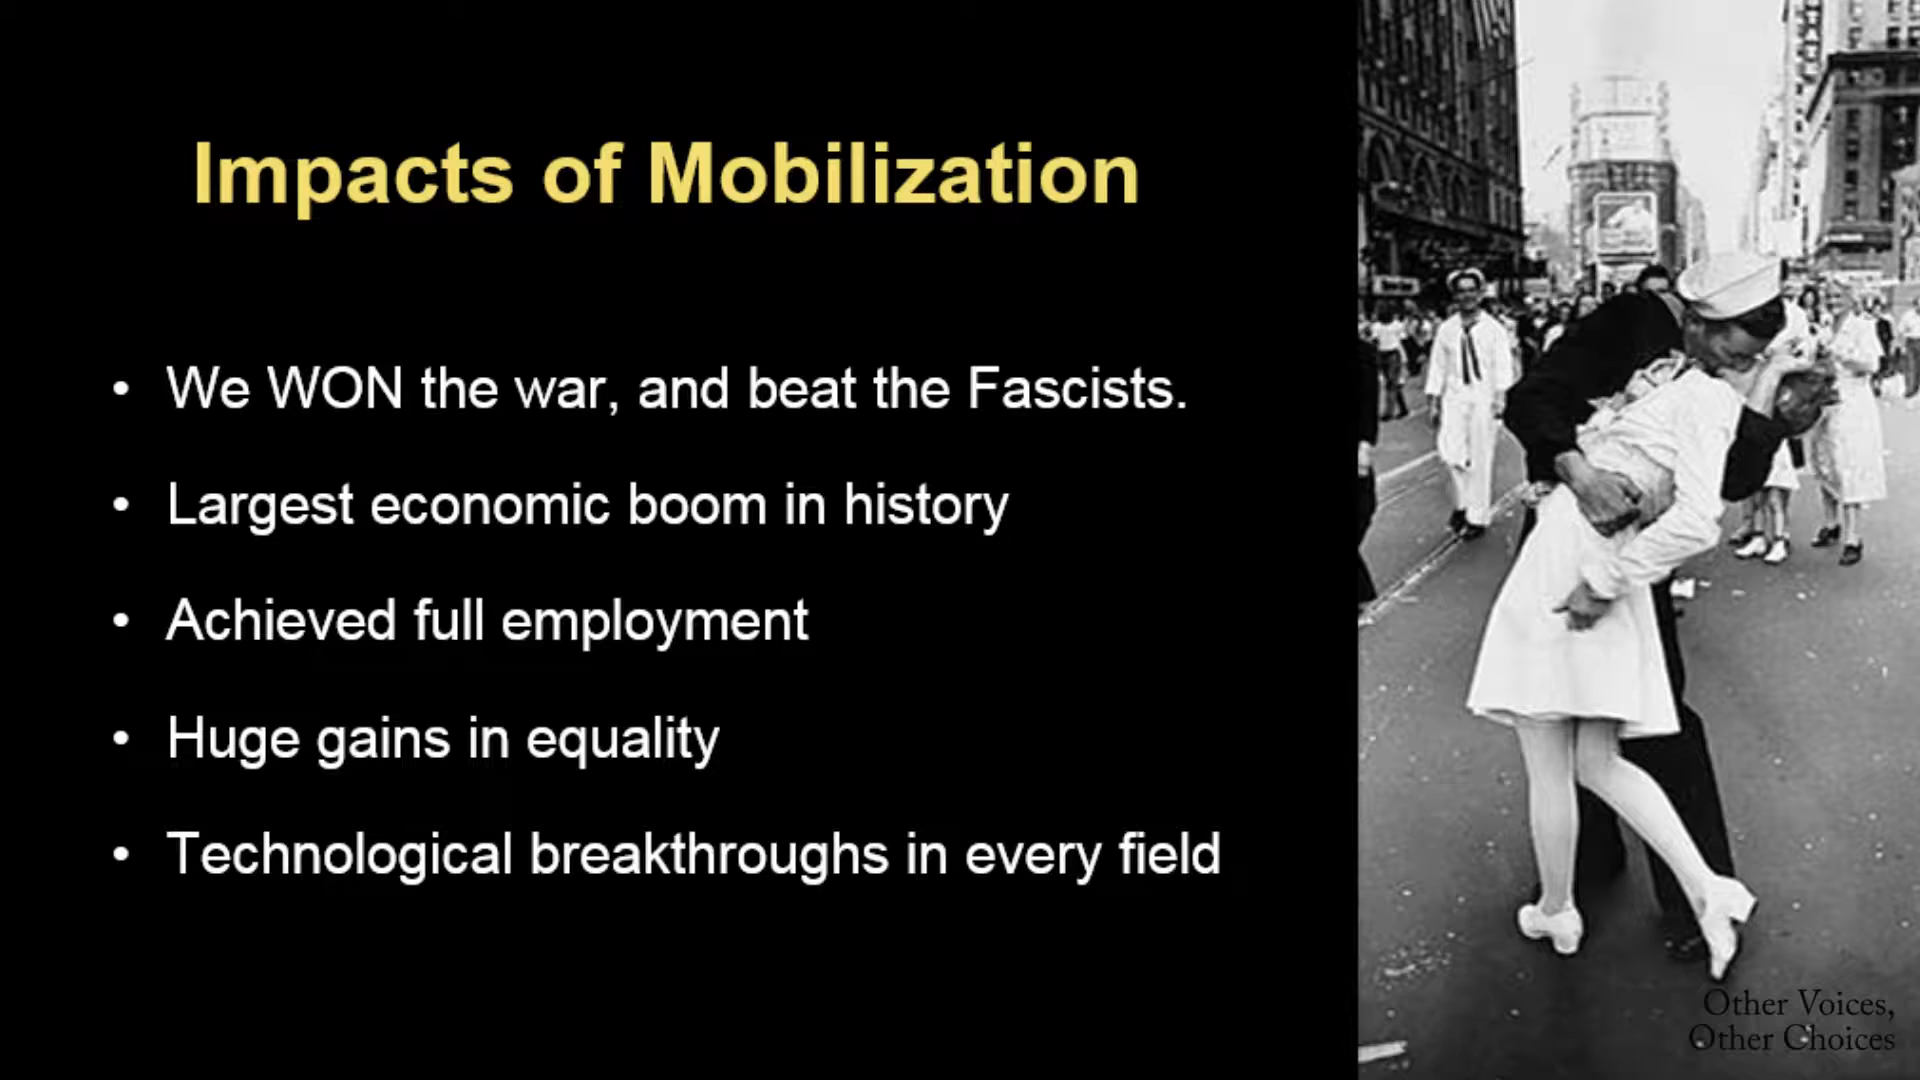 Impacts of Mobilization
• We WON the war, and beat the Fascists.
• Largest economic boom in history
• Achieved full employment
• Huge gains in equality
• Technological breakthroughs in every field
Other Voices,
Other Choices